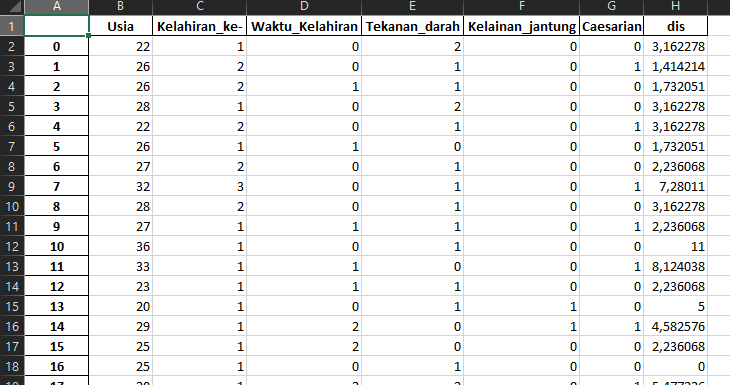 A B C D E F G H
1 Usia Kelahiran_ke- Waktu_Kelahiran Tekanan_darah Kelainan_jantung Caesarian dis
2 0 22 1 0 2 0 0 3,162278
3 1 26 2 0 1 0 1 1,414214
4 2 26 2 1 1 0 0 1,732051
5 3 28 1 0 2 0 0 3,162278
6 4 22 2 0 1 0 1 3,162278
7 5 26 1 1 0 0 0 1,732051
8 6 27 2 0 1 0 0 2,236068
9 7 32 3 0 1 0 1 7,28011
10 8 28 2 0 1 0 0 3,162278
11 9 27 1 1 1 0 1 2,236068
12 10 36 1 0 1 0 0 11
13 11 33 1 1 0 0 1 8,124038
14 12 23 1 1 1 0 0 2,236068
15 13 20 1 0 1 1 0 5
16 14 29 1 2 0 1 1 4,582576
17 15 25 1 2 0 0 0 2,236068
18 16 25 1 0 1 0 0 0